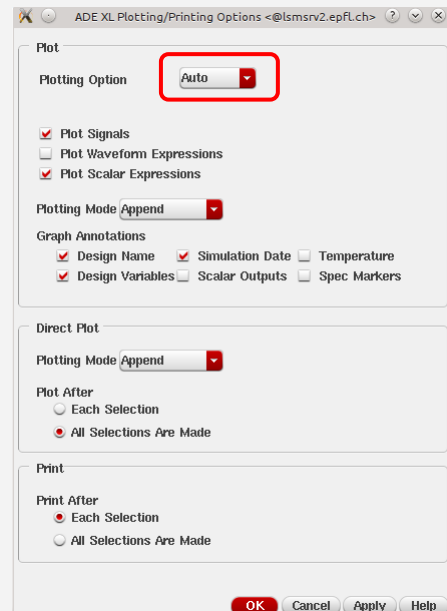 ADE XL Plotting/Printing Options <@lsmsrv2.epfl.ch>
Plot
Plotting Option Auto
Plot Signals
Plot Waveform Expressions
Plot Scalar Expressions
Plotting Mode Append
Graph Annotations
Design Name Simulation Date Temperature
Design Variables Scalar Outputs Spec Markers
Direct Plot
Plotting Mode Append
Plot After
Each Selection
All Selections Are Made
Print
Print After
Each Selection
All Selections Are Made
OK Cancel Apply Help